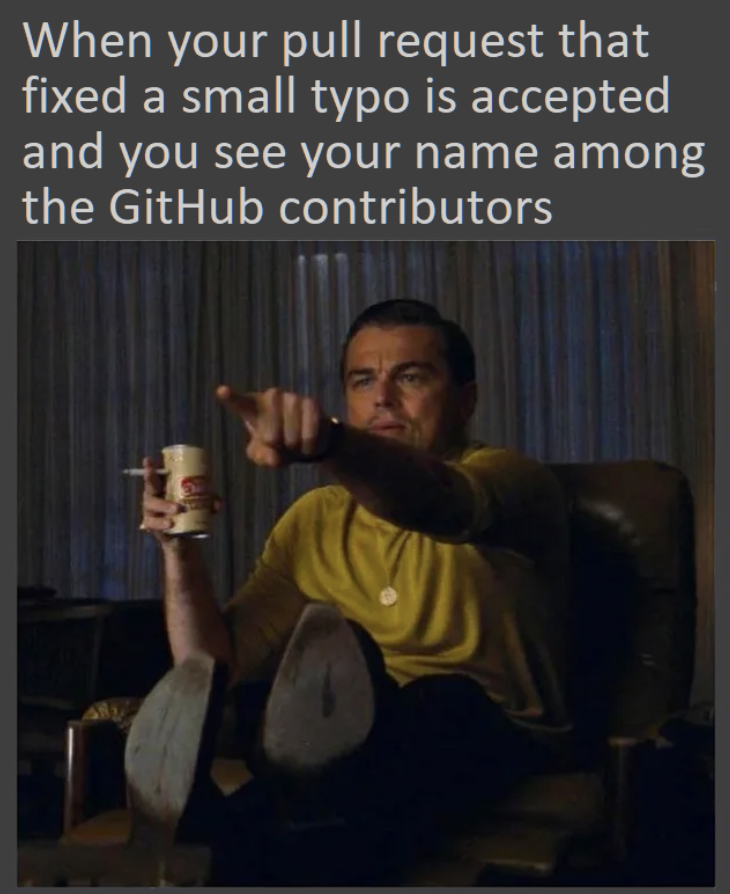 When your pull request that
fixed a small typo is accepted
and you see your name among
the GitHub contributors